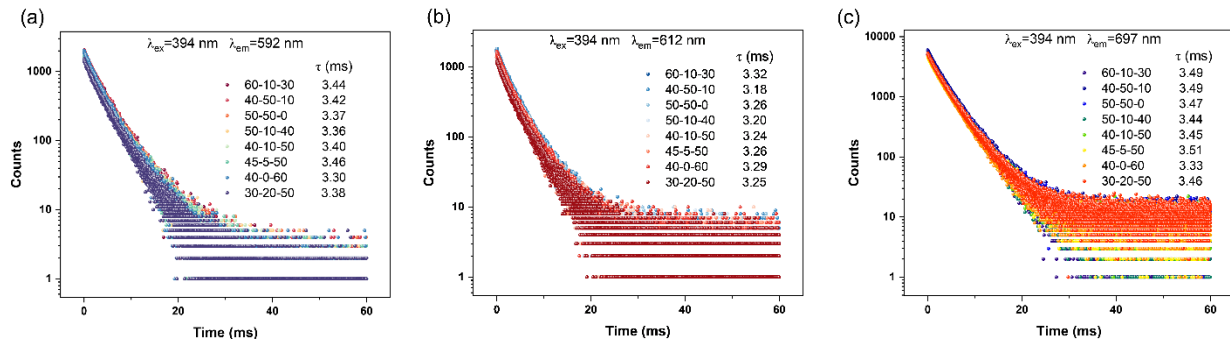 (a)
λex=394 nm λem=592 nm
τ (ms)
60-10-30 3.44
40-50-10 3.42
50-50-0 3.37
50-10-40 3.36
40-10-50 3.40
45-5-50 3.46
40-0-60 3.30
30-20-50 3.38
1000
100
10
1
Counts
0 20 40 60
Time (ms)
(b)
λex=394 nm λem=612 nm
τ (ms)
60-10-30 3.32
40-50-10 3.18
50-50-0 3.26
50-10-40 3.20
40-10-50 3.24
45-5-50 3.26
40-0-60 3.29
30-20-50 3.25
1000
100
10
1
Counts
0 20 40 60
Time (ms)
(c)
λex=394 nm λem=697 nm
τ (ms)
60-10-30 3.49
40-50-10 3.49
50-50-0 3.47
50-10-40 3.44
40-10-50 3.45
45-5-50 3.51
40-0-60 3.33
30-20-50 3.46
10000
1000
100
10
1
Counts
0 20 40 60
Time (ms)